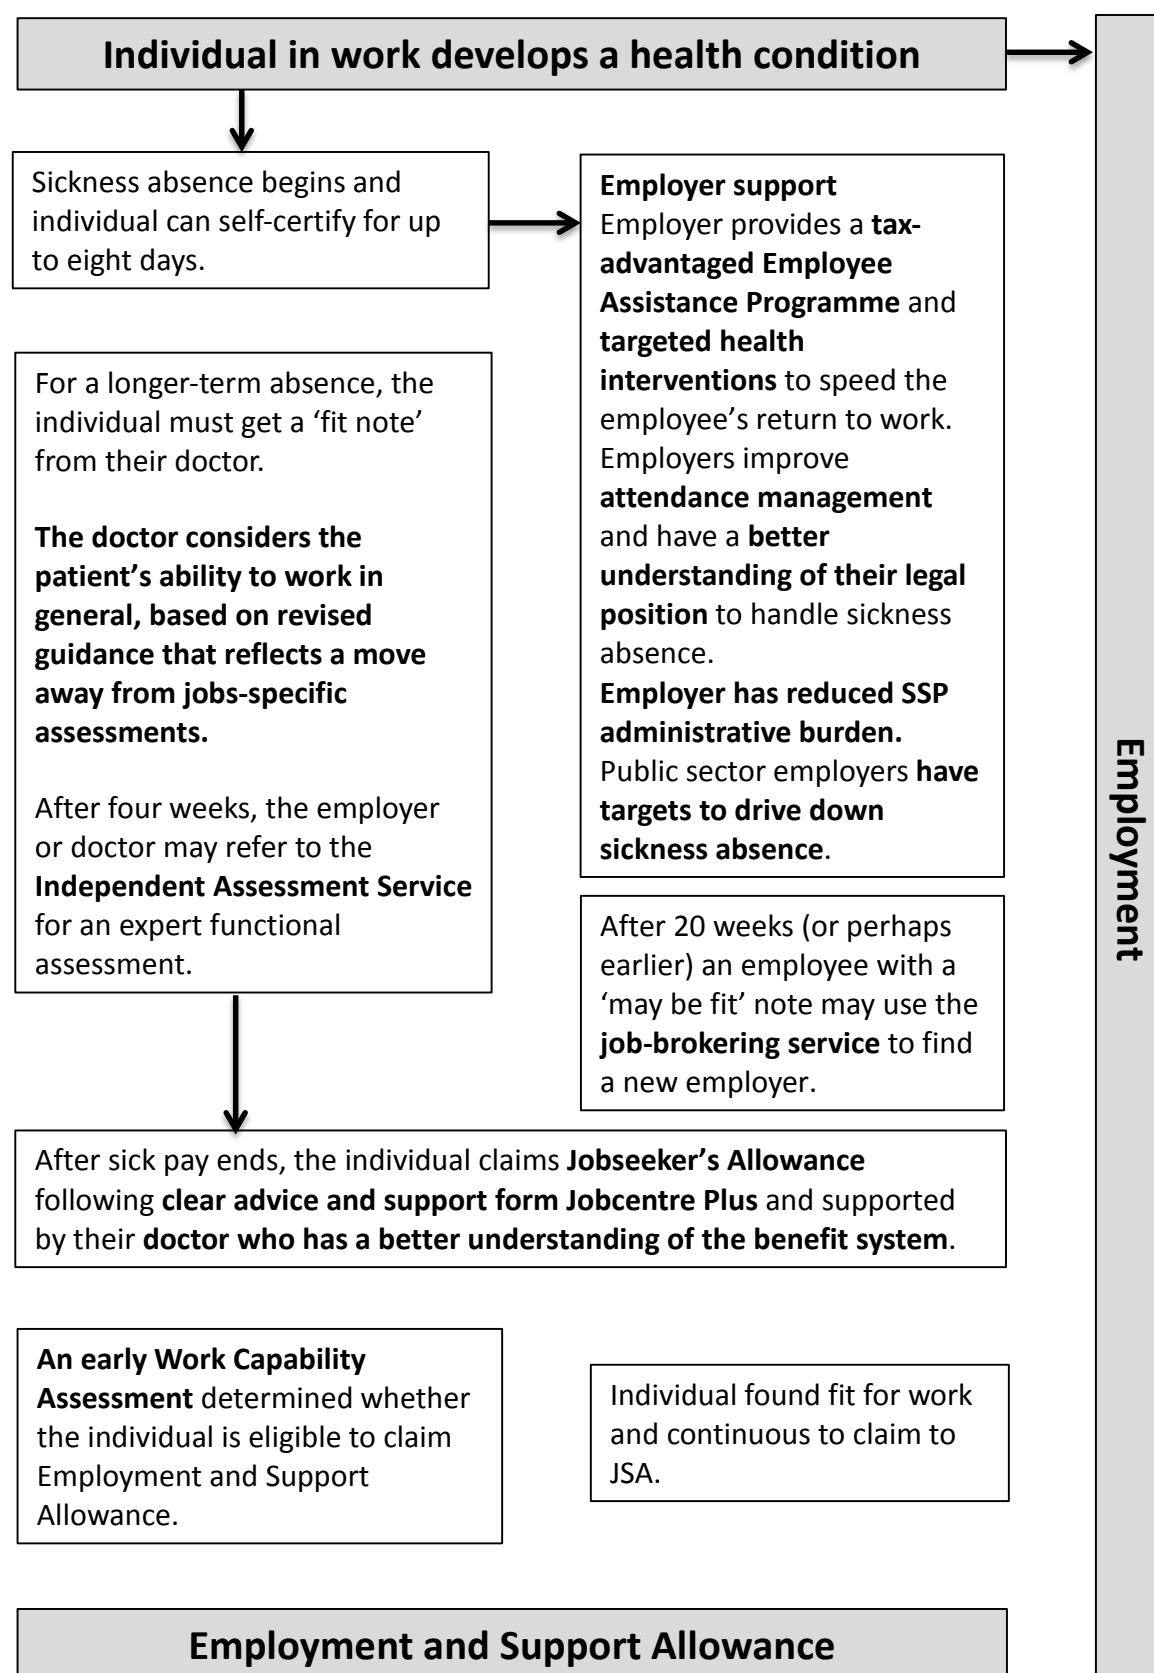 Individual in work develops a health condition
Sickness absence begins and
individual can self-certify for up
to eight days.
Employer support
Employer provides a tax-
advantaged Employee
Assistance Programme and
targeted health
interventions to speed the
employee’s return to work.
Employers improve
attendance management
and have a better
understanding of their legal
position to handle sickness
absence.
Employer has reduced SSP
administrative burden.
Public sector employers have
targets to drive down
sickness absence.
For a longer-term absence, the
individual must get a ‘fit note’
from their doctor.
The doctor considers the
patient’s ability to work in
general, based on revised
guidance that reflects a move
away from jobs-specific
assessments.
After four weeks, the employer
or doctor may refer to the
Independent Assessment Service
for an expert functional
assessment.
After 20 weeks (or perhaps
earlier) an employee with a
‘may be fit’ note may use the
job-brokering service to find
a new employer.
After sick pay ends, the individual claims Jobseeker’s Allowance
following clear advice and support form Jobcentre Plus and supported
by their doctor who has a better understanding of the benefit system.
An early Work Capability
Assessment determined whether
the individual is eligible to claim
Employment and Support
Allowance.
Individual found fit for work
and continuous to claim to
JSA.
Employment and Support Allowance
Employment